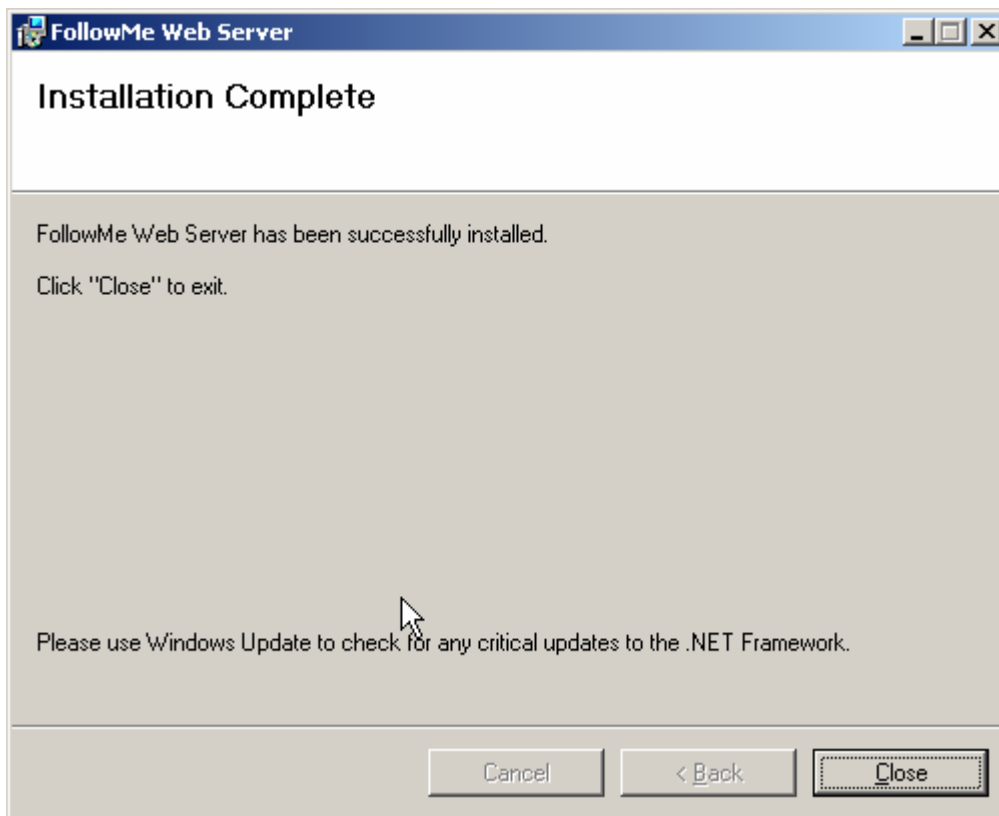 FollowMe Web Server
Installation Complete
FollowMe Web Server has been successfully installed.
Click "Close" to exit.
Please use Windows Update to check for any critical updates to the .NET Framework.
Cancel
< Back
Close